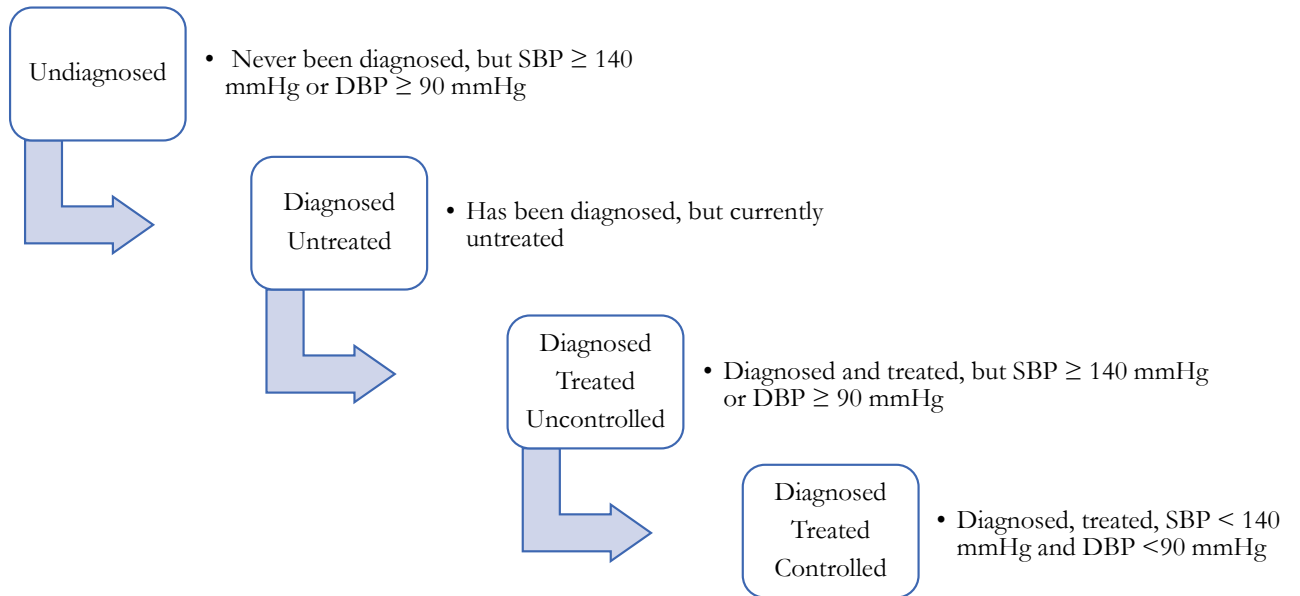 Undiagnosed
• Never been diagnosed, but SBP ≥ 140
mmHg or DBP ≥ 90 mmHg
Diagnosed
Untreated
• Has been diagnosed, but currently
untreated
Diagnosed
Treated
Uncontrolled
• Diagnosed and treated, but SBP ≥ 140 mmHg
or DBP ≥ 90 mmHg
Diagnosed
Treated
Controlled
• Diagnosed, treated, SBP < 140
mmHg and DBP <90 mmHg